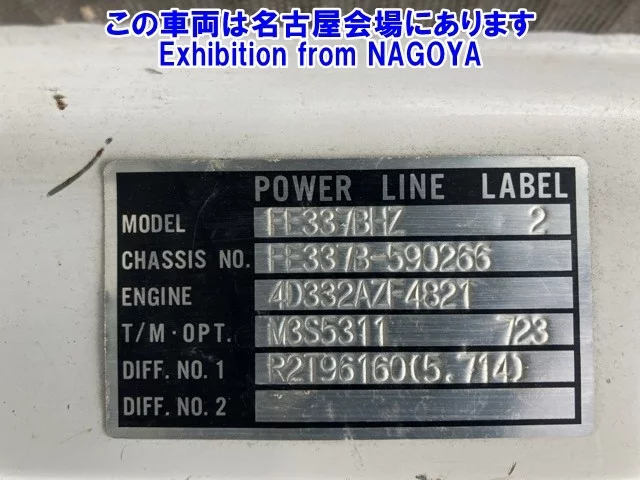 この車両は名古屋会場にあります
Exhibition from NAGOYA
POWER LINE LABEL
MODEL FE337BHZ 2
CHASSIS NO. FE337B-590266
ENGINE 4D332AZF4821
T/M·OPT. M3S5311 723
DIFF. NO. 1 R2T96160(5.714)
DIFF. NO. 2